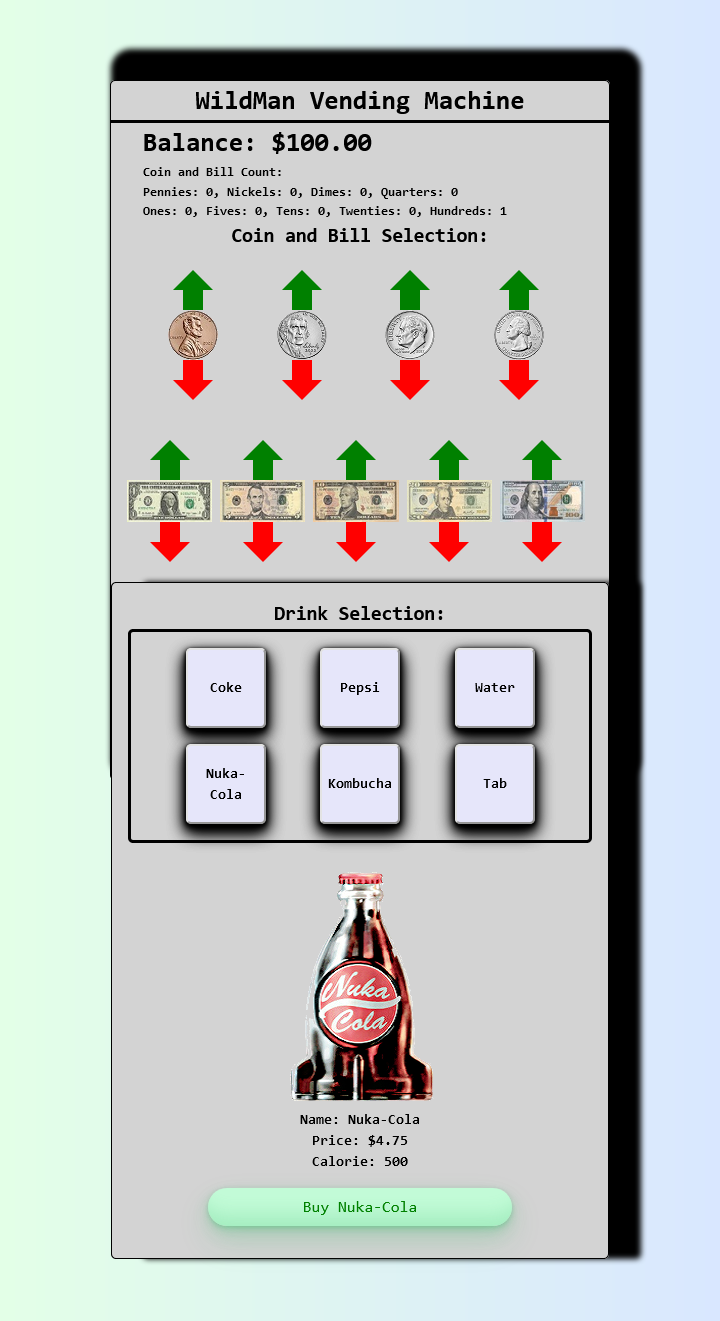 WildMan Vending Machine
Balance: $100.00
Coin and Bill Count:
Pennies: 0, Nickels: 0, Dimes: 0, Quarters: 0
Ones: 0, Fives: 0, Tens: 0, Twenties: 0, Hundreds: 1
Coin and Bill Selection:
Drink Selection:
Coke
Pepsi
Water
Nuka-
Cola
Kombucha
Tab
Nuka
Cola
Name: Nuka-Cola
Price: $4.75
Calorie: 500
Buy Nuka-Cola